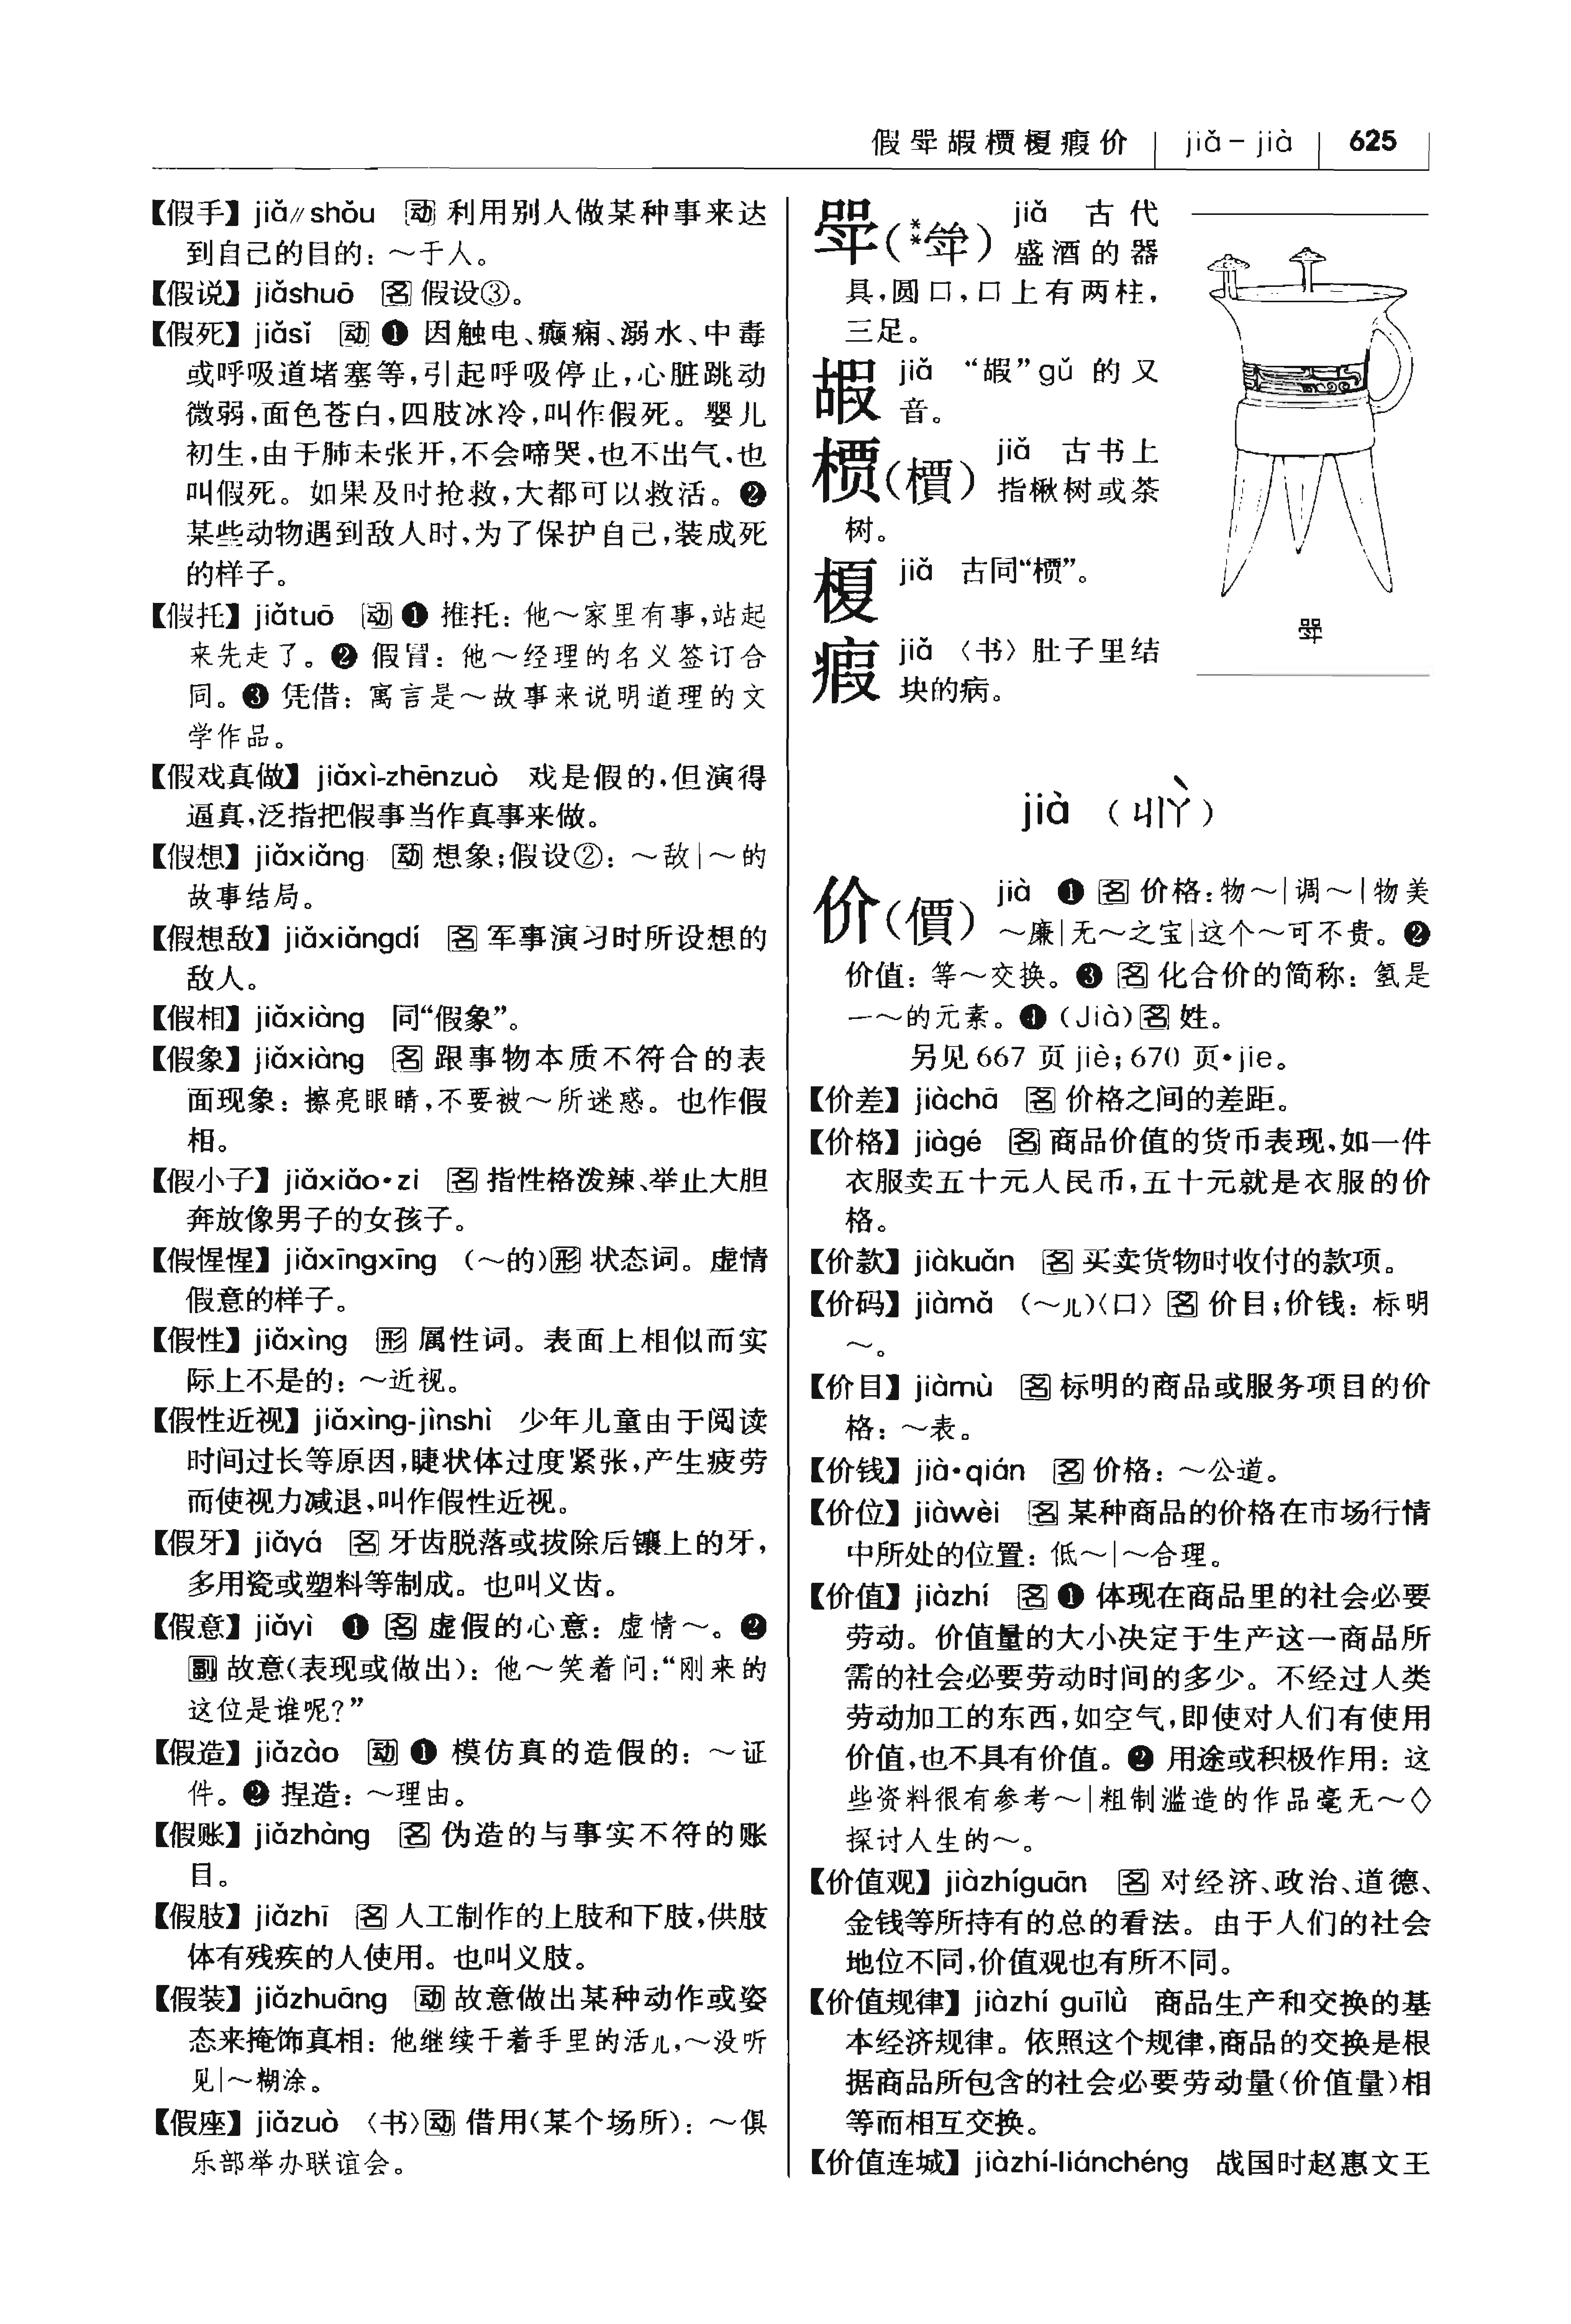 假斝嘏槚榎瘕价 | jiǎ – jià | 625
【假手】 jiǎ∥shǒu 动 利用别人做某种事来达
到自己的目的：～于人。
【假说】 jiǎshuō 名 假设③。
【假死】 jiǎsǐ 动 ❶ 因触电、癫痫、溺水、中毒
或呼吸道堵塞等，引起呼吸停止，心脏跳动
微弱，面色苍白，四肢冰冷，叫作假死。婴儿
初生，由于肺未张开，不会啼哭，也不出气，也
叫假死。如果及时抢救，大都可以救活。❷
某些动物遇到敌人时，为了保护自己，装成死
的样子。
【假托】 jiǎtuō 动 ❶ 推托：他～家里有事，站起
来先走了。❷ 假冒：他～经理的名义签订合
同。❸ 凭借：寓言是～故事来说明道理的文
学作品。
【假戏真做】 jiǎxì-zhēnzuò 戏是假的，但演得
逼真，泛指把假事当作真事来做。
【假想】 jiǎxiǎng 动 想象；假设②：～敌|～的
故事结局。
【假想敌】 jiǎxiǎngdí 名 军事演习时所设想的
敌人。
【假相】 jiǎxiàng 同“假象”。
【假象】 jiǎxiàng 名 跟事物本质不符合的表
面现象：擦亮眼睛，不要被～所迷惑。也作假
相。
【假小子】 jiǎxiǎo·zi 名 指性格泼辣、举止大胆
奔放像男子的女孩子。
【假惺惺】 jiǎxīngxīng （～的）形 状态词。虚情
假意的样子。
【假性】 jiǎxìng 形 属性词。表面上相似而实
际上不是的：～近视。
【假性近视】 jiǎxìng-jìnshì 少年儿童由于阅读
时间过长等原因，睫状体过度紧张，产生疲劳
而使视力减退，叫作假性近视。
【假牙】 jiǎyá 名 牙齿脱落或拔除后镶上的牙，
多用瓷或塑料等制成。也叫义齿。
【假意】 jiǎyì ❶ 名 虚假的心意：虚情～。❷
副 故意（表现或做出）：他～笑着问：“刚来的
这位是谁呢？”
【假造】 jiǎzào 动 ❶ 模仿真的造假的：～证
件。❷ 捏造：～理由。
【假账】 jiǎzhàng 名 伪造的与事实不符的账
目。
【假肢】 jiǎzhī 名 人工制作的上肢和下肢，供肢
体有残疾的人使用。也叫义肢。
【假装】 jiǎzhuāng 动 故意做出某种动作或姿
态来掩饰真相：他继续干着手里的活儿，～没听
见|～糊涂。
【假座】 jiǎzuò 〈书〉动 借用（某个场所）：～俱
乐部举办联谊会。
斝（**斚） jiǎ 古代
盛酒的器
具，圆口，口上有两柱，
三足。
嘏 jiǎ “嘏”gǔ 的又
音。
槚（檟） jiǎ 古书上
指楸树或茶
树。
榎 jiǎ 古同“槚”。
瘕 jiǎ 〈书〉肚子里结
块的病。
斝
jià （ㄐㄧㄚˋ）
价（價） jià ❶ 名 价格：物～|调～|物美
～廉|无～之宝|这个～可不贵。❷
价值：等～交换。❸ 名 化合价的简称：氢是
一～的元素。❹（Jià）名 姓。
另见 667 页 jiè；670 页·jie。
【价差】 jiàchā 名 价格之间的差距。
【价格】 jiàgé 名 商品价值的货币表现，如一件
衣服卖五十元人民币，五十元就是衣服的价
格。
【价款】 jiàkuǎn 名 买卖货物时收付的款项。
【价码】 jiàmǎ （～儿）〈口〉 名 价目；价钱：标明
～。
【价目】 jiàmù 名 标明的商品或服务项目的价
格：～表。
【价钱】 jià·qián 名 价格：～公道。
【价位】 jiàwèi 名 某种商品的价格在市场行情
中所处的位置：低～|～合理。
【价值】 jiàzhí 名 ❶ 体现在商品里的社会必要
劳动。价值量的大小决定于生产这一商品所
需的社会必要劳动时间的多少。不经过人类
劳动加工的东西，如空气，即使对人们有使用
价值，也不具有价值。❷ 用途或积极作用：这
些资料很有参考～|粗制滥造的作品毫无～◇
探讨人生的～。
【价值观】 jiàzhíguān 名 对经济、政治、道德、
金钱等所持有的总的看法。由于人们的社会
地位不同，价值观也有所不同。
【价值规律】 jiàzhí guīlǜ 商品生产和交换的基
本经济规律。依照这个规律，商品的交换是根
据商品所包含的社会必要劳动量（价值量）相
等而相互交换。
【价值连城】 jiàzhí-liánchéng 战国时赵惠文王